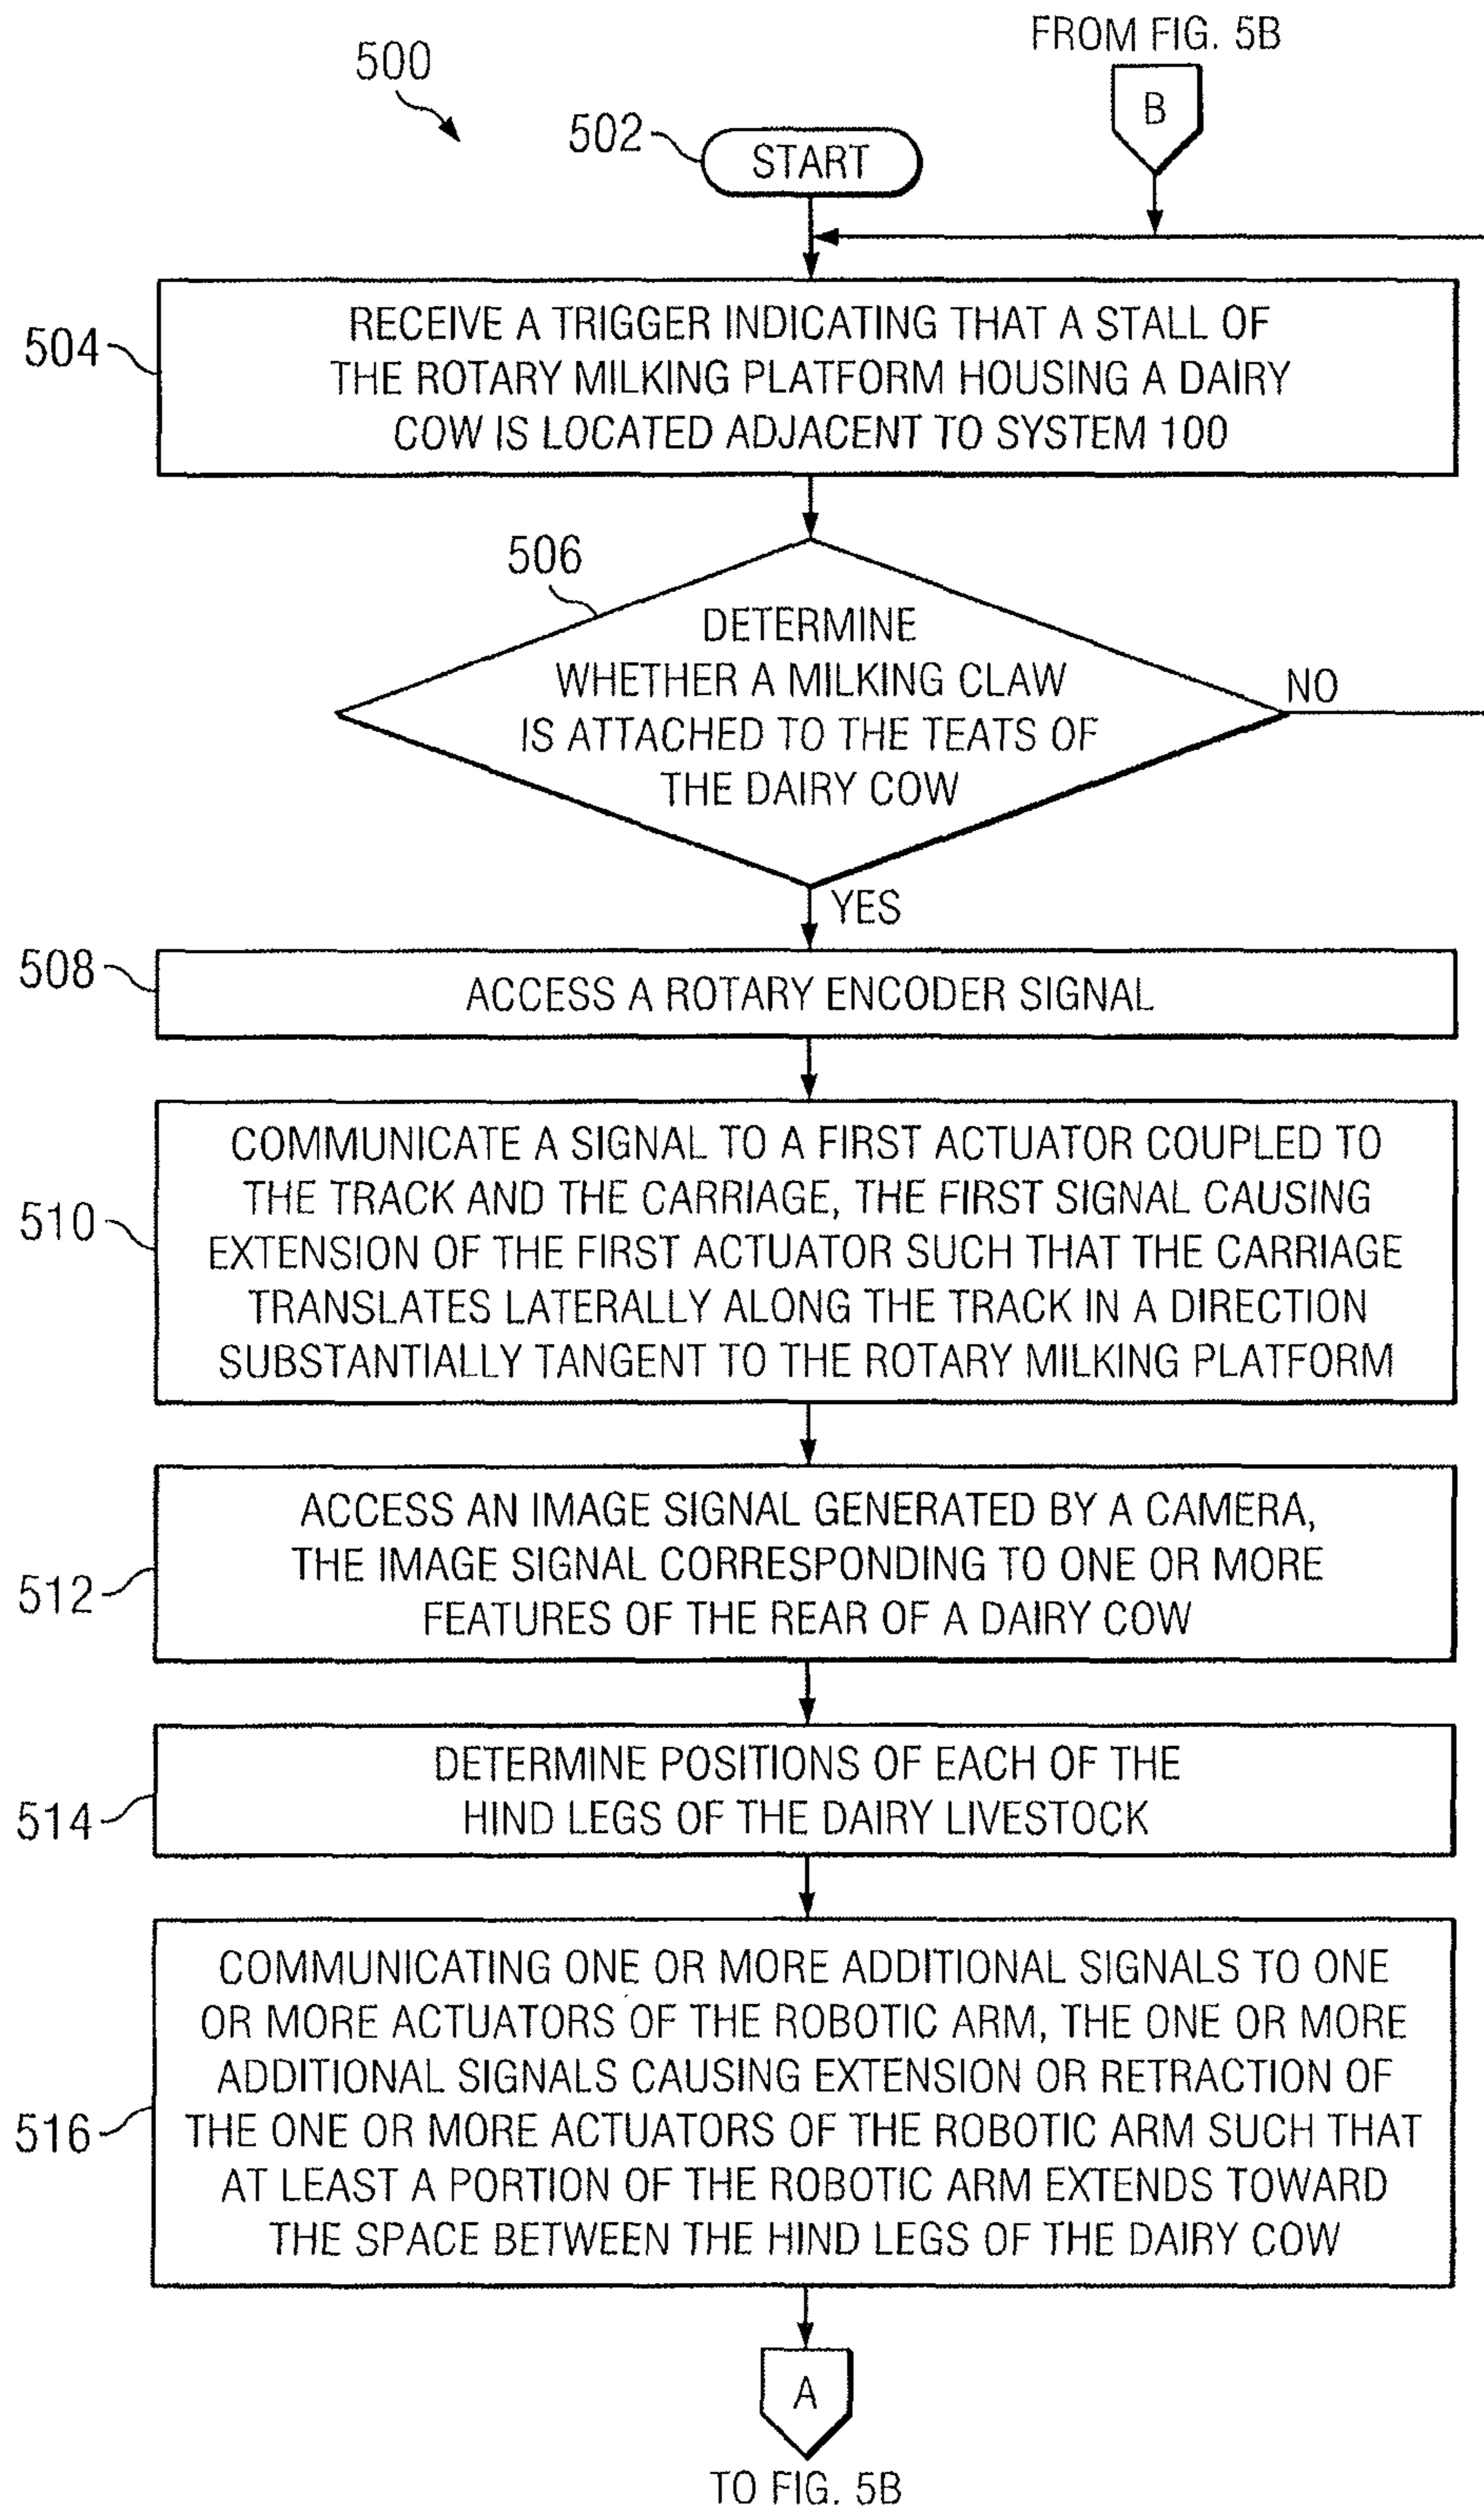 FROM FIG. 5B
500
B
502
START
504
RECEIVE A TRIGGER INDICATING THAT A STALL OF
THE ROTARY MILKING PLATFORM HOUSING A DAIRY
COW IS LOCATED ADJACENT TO SYSTEM 100
506
DETERMINE
WHETHER A MILKING CLAW
IS ATTACHED TO THE TEATS OF
THE DAIRY COW
NO
YES
508
ACCESS A ROTARY ENCODER SIGNAL
510
COMMUNICATE A SIGNAL TO A FIRST ACTUATOR COUPLED TO
THE TRACK AND THE CARRIAGE, THE FIRST SIGNAL CAUSING
EXTENSION OF THE FIRST ACTUATOR SUCH THAT THE CARRIAGE
TRANSLATES LATERALLY ALONG THE TRACK IN A DIRECTION
SUBSTANTIALLY TANGENT TO THE ROTARY MILKING PLATFORM
512
ACCESS AN IMAGE SIGNAL GENERATED BY A CAMERA,
THE IMAGE SIGNAL CORRESPONDING TO ONE OR MORE
FEATURES OF THE REAR OF A DAIRY COW
514
DETERMINE POSITIONS OF EACH OF THE
HIND LEGS OF THE DAIRY LIVESTOCK
516
COMMUNICATING ONE OR MORE ADDITIONAL SIGNALS TO ONE
OR MORE ACTUATORS OF THE ROBOTIC ARM, THE ONE OR MORE
ADDITIONAL SIGNALS CAUSING EXTENSION OR RETRACTION OF
THE ONE OR MORE ACTUATORS OF THE ROBOTIC ARM SUCH THAT
AT LEAST A PORTION OF THE ROBOTIC ARM EXTENDS TOWARD
THE SPACE BETWEEN THE HIND LEGS OF THE DAIRY COW
A
TO FIG. 5B